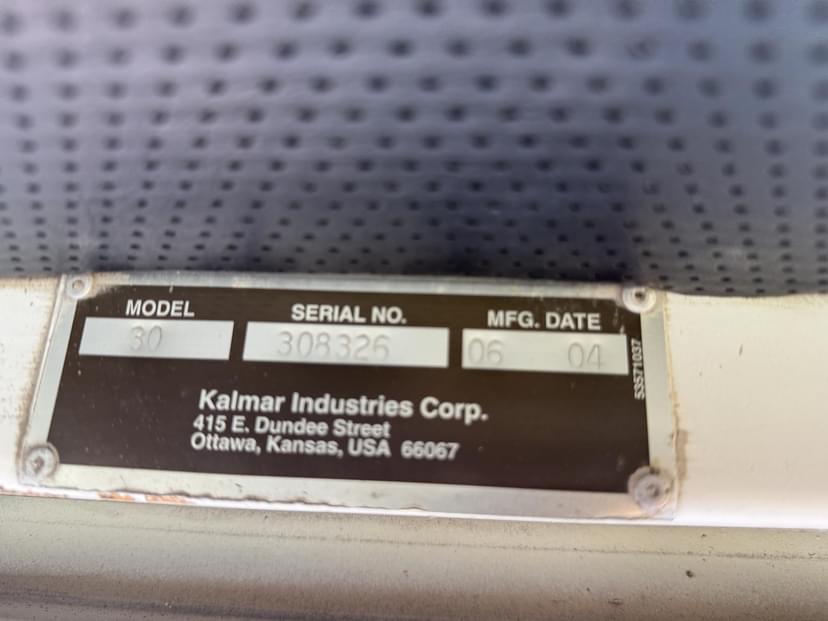 MODEL SERIAL NO. MFG. DATE
30 308326 06 04
53571037
Kalmar Industries Corp.
415 E. Dundee Street
Ottawa, Kansas, USA 66067